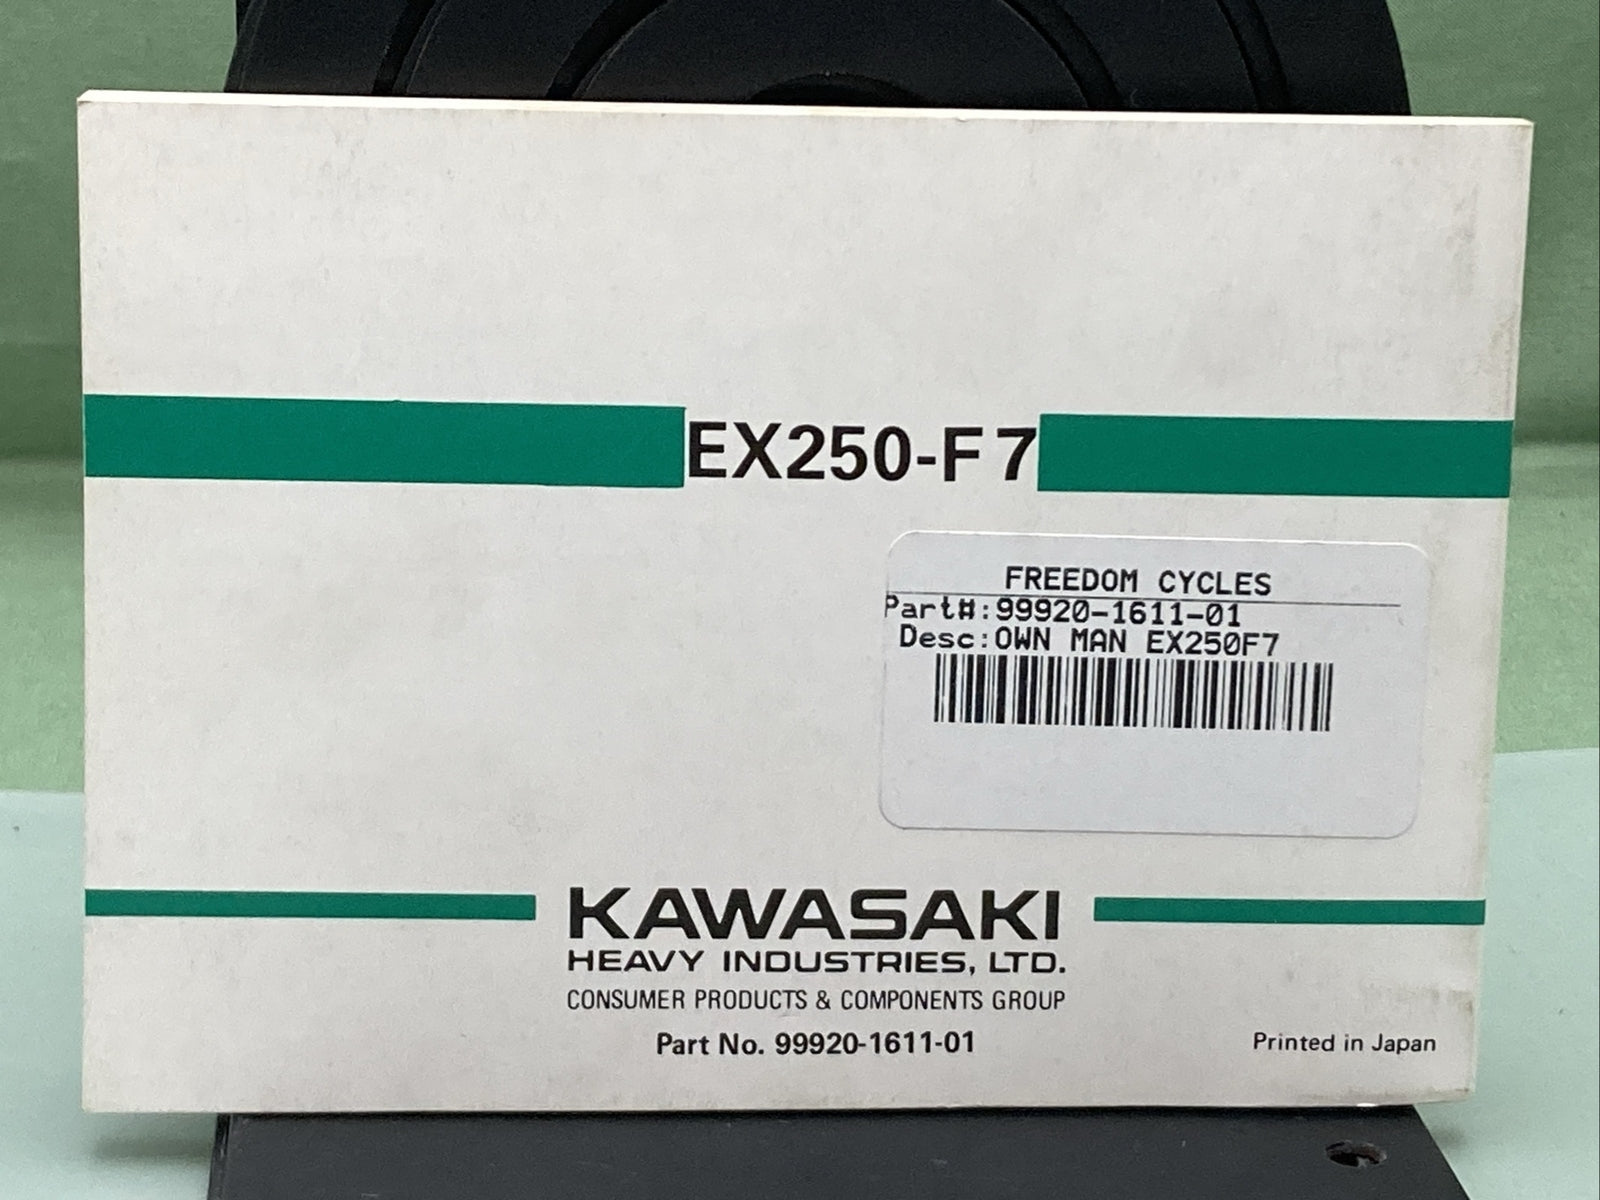 EX250-F7
FREEDOM CYCLES
Part#:99920-1611-01
Desc:OWN MAN EX250F7
KAWASAKI
HEAVY INDUSTRIES, LTD.
CONSUMER PRODUCTS & COMPONENTS GROUP
Part No. 99920-1611-01
Printed in Japan